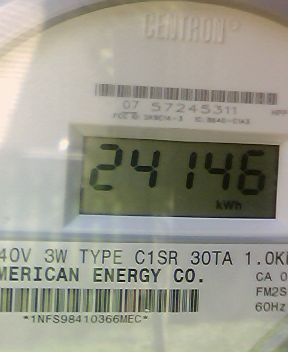 CENTRON®
07 57245311
24146
kWh
40V 3W TYPE C1SR 30TA 1.0K
MERICAN ENERGY CO.
CA 0
FM2S
60Hz
*1NFS98410366MEC*